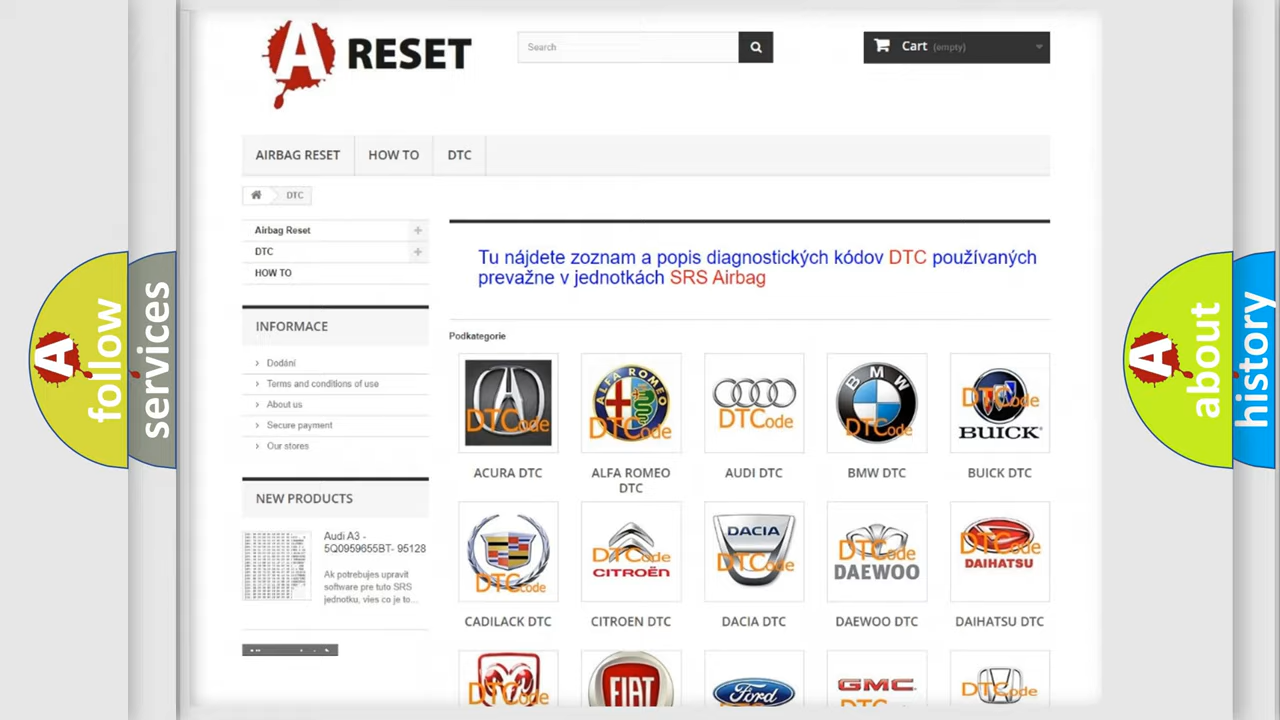 A RESET
Search
Cart (empty)
AIRBAG RESET
HOW TO
DTC
DTC
Airbag Reset
DTC
HOW TO
INFORMACE
Dodání
Terms and conditions of use
About us
Secure payment
Our stores
NEW PRODUCTS
Audi A3 -
5Q0959655BT- 95128
Ak potrebujes upravit
software pre tuto SRS
jednotku, vies co je to...
Tu nájdete zoznam a popis diagnostických kódov DTC používaných
prevažne v jednotkách SRS Airbag
Podkategorie
DTCode
ALFA ROMEO
DTCode
DTCode
BMW
DTCode
DTCode
BUICK
ACURA DTC
ALFA ROMEO
DTC
AUDI DTC
BMW DTC
BUICK DTC
DTCode
DTCode
CITROËN
DACIA
DTCode
DTCode
DAEWOO
DTCode
DAIHATSU
CADILACK DTC
CITROEN DTC
DACIA DTC
DAEWOO DTC
DAIHATSU DTC
DTCode
FIAT
Ford
GMC
DTCode
A follow
services
A about
history